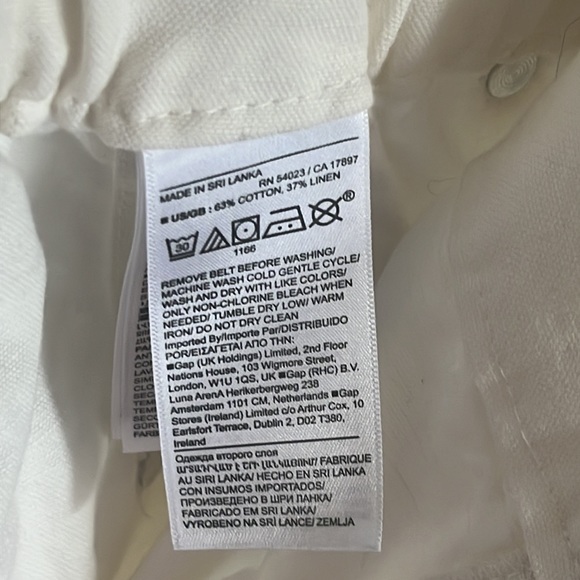 MADE IN SRI LANKA
RN 54023 / CA 17897
■ US/GB : 63% COTTON, 37% LINEN
30
1166
REMOVE BELT BEFORE WASHING/
MACHINE WASH COLD GENTLE CYCLE/
WASH AND DRY WITH LIKE COLORS/
ONLY NON-CHLORINE BLEACH WHEN
NEEDED/ TUMBLE DRY LOW/ WARM
IRON/ DO NOT DRY CLEAN
Imported By/Importe Par/DISTRIBUIDO
POR/ΕΙΣΑΓΕΤΑΙ ΑΠΟ ΤΗΝ:
■Gap (UK Holdings) Limited, 2nd Floor
Nations House, 103 Wigmore Street,
London, W1U 1QS, UK ■Gap (RHC) B.V.
Luna ArenA Herikerbergweg 238
Amsterdam 1101 CM, Netherlands ■Gap
Stores (Ireland) Limited c/o Arthur Cox, 10
Earlsfort Terrace, Dublin 2, D02 T380,
Ireland
Одежда второго слоя
ԱՐՏԱԴՐՎԱԾ Է ՇՐԻ ԼԱՆԿԱՅՈՒՄ/ FABRIQUE
AU SIRI LANKA/ HECHO EN SRI LANKA
CON INSUMOS IMPORTADOS/
ПРОИЗВЕДЕНО В ШРИ ЛАНКА/
FABRICADO EM SRI LANKA/
VYROBENO NA SRÍ LANCE/ ZEMLJA